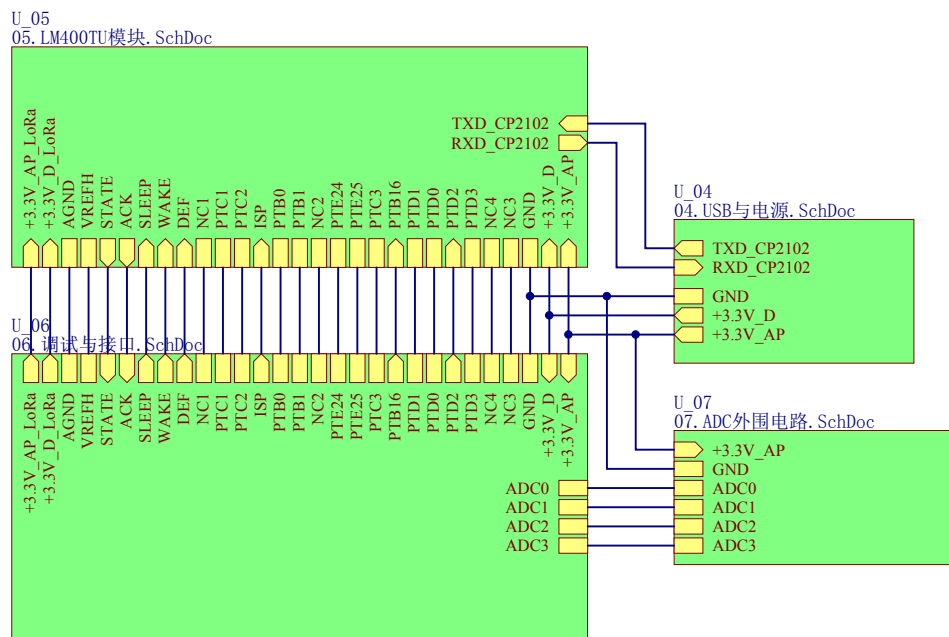 U_05
05.LM400TU模块.SchDoc
+3.3V_AP_LoRa
+3.3V_D_LoRa
AGND
VREFH
STATE
ACK
SLEEP
WAKE
DEF
NC1
PTC1
PTC2
ISP
PTB0
PTB1
NC2
PTE24
PTE25
PTC3
PTB16
PTD1
PTD0
PTD2
PTD3
NC4
NC3
GND
+3.3V_D
+3.3V_AP
TXD_CP2102
RXD_CP2102
U_04
04.USB与电源.SchDoc
TXD_CP2102
RXD_CP2102
GND
+3.3V_D
+3.3V_AP
U_06
06.调试与接口.SchDoc
+3.3V_AP_LoRa
+3.3V_D_LoRa
AGND
VREFH
STATE
ACK
SLEEP
WAKE
DEF
NC1
PTC1
PTC2
ISP
PTB0
PTB1
NC2
PTE24
PTE25
PTC3
PTB16
PTD1
PTD0
PTD2
PTD3
NC4
NC3
GND
+3.3V_D
+3.3V_AP
ADC0
ADC1
ADC2
ADC3
U_07
07.ADC外围电路.SchDoc
+3.3V_AP
GND
ADC0
ADC1
ADC2
ADC3